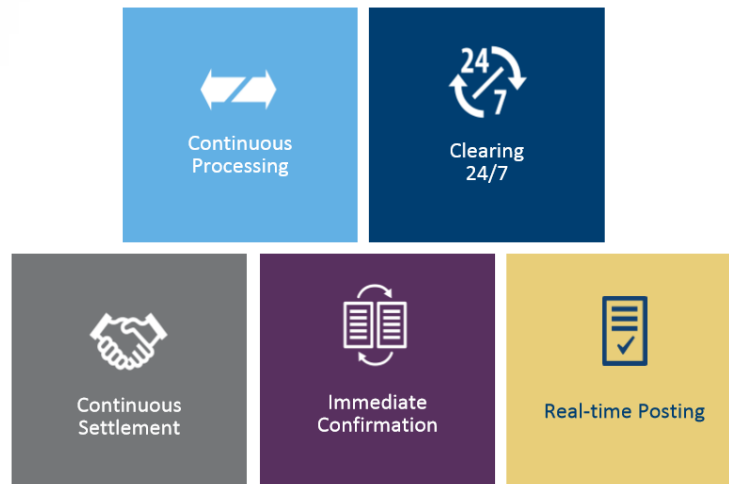 Continuous
Processing
24
7
Clearing
24/7
Continuous
Settlement
Immediate
Confirmation
Real-time Posting